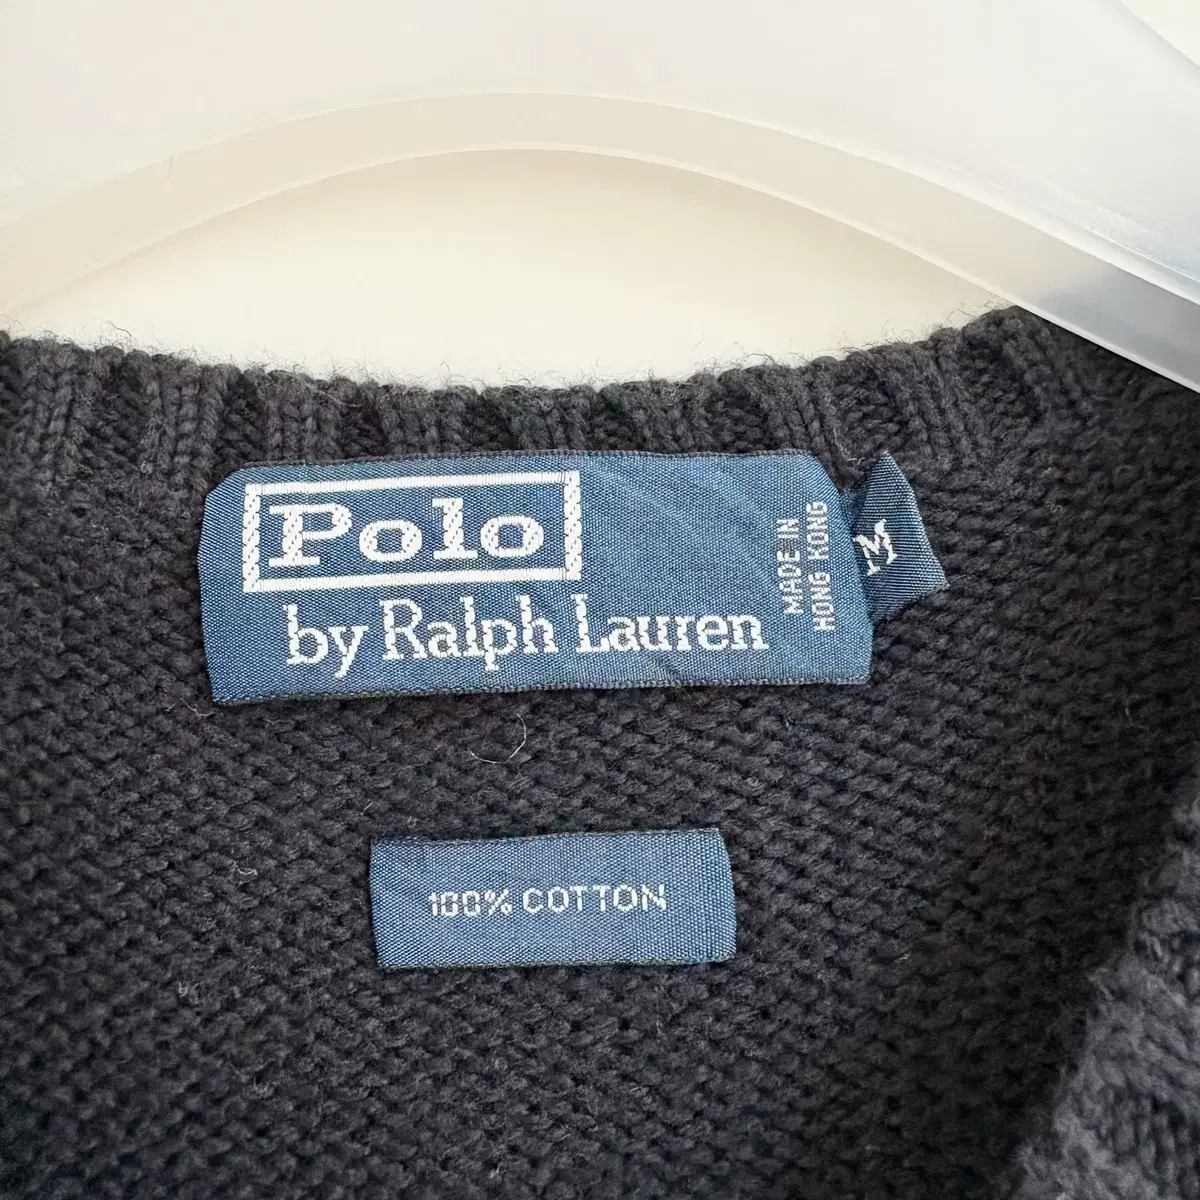 Polo
by Ralph Lauren
MADE IN
HONG KONG
M
100% COTTON